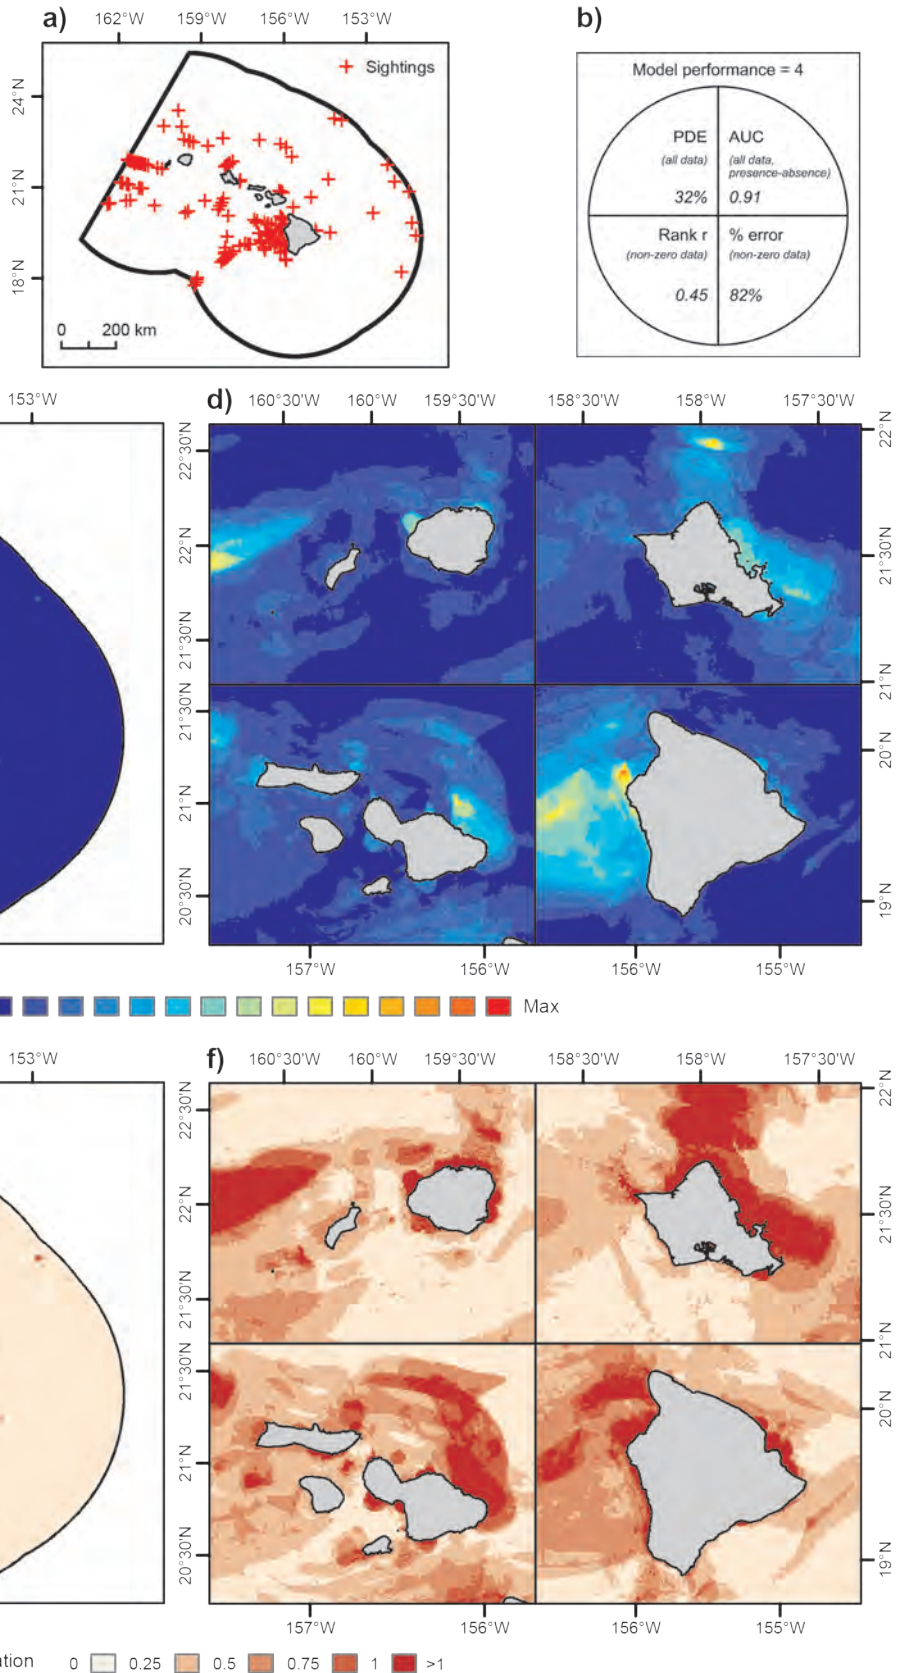 a)
162°W 159°W 156°W 153°W
24°N
21°N
18°N
Sightings
0 200 km
b)
Model performance = 4
PDE
(all data)
32%
AUC
(all data,
presence-absence)
0.91
Rank r
(non-zero data)
0.45
% error
(non-zero data)
82%
153°W
d)
160°30'W 160°W 159°30'W 158°30'W 158°W 157°30'W
22°30'N
22°N
21°30'N
22°N
21°30'N
21°N
21°30'N
21°N
20°30'N
20°N
19°N
157°W 156°W 156°W 155°W
Max
153°W
f)
160°30'W 160°W 159°30'W 158°30'W 158°W 157°30'W
22°30'N
22°N
21°30'N
22°N
21°30'N
21°N
21°30'N
21°N
20°30'N
20°N
19°N
157°W 156°W 156°W 155°W
ation 0 0.25 0.5 0.75 1 >1